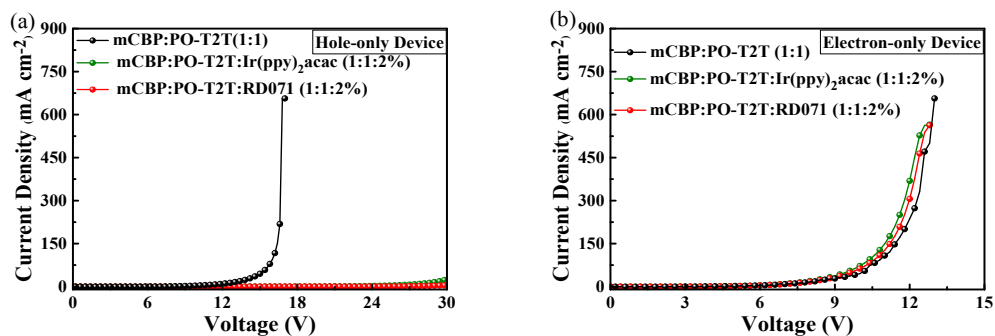 (a)
900
750
600
450
300
150
0
Current Density (mA cm⁻²)
mCBP:PO-T2T(1:1)
Hole-only Device
mCBP:PO-T2T:Ir(ppy)₂acac (1:1:2%)
mCBP:PO-T2T:RD071 (1:1:2%)
0 6 12 18 24 30
Voltage (V)
(b)
900
750
600
450
300
150
0
Current Density (mA cm⁻²)
Electron-only Device
mCBP:PO-T2T (1:1)
mCBP:PO-T2T:Ir(ppy)₂acac (1:1:2%)
mCBP:PO-T2T:RD071 (1:1:2%)
0 3 6 9 12 15
Voltage (V)